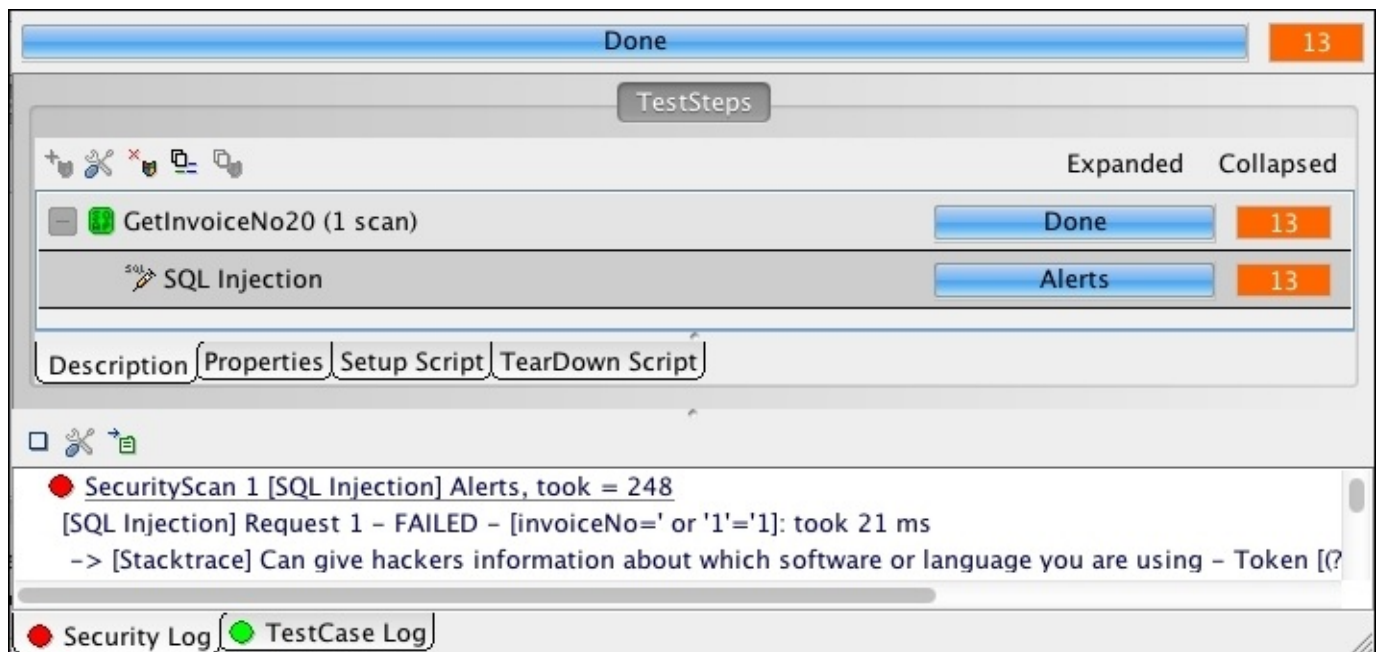 Done 13
TestSteps
Expanded Collapsed
GetInvoiceNo20 (1 scan) Done 13
SQL SQL Injection Alerts 13
Description Properties Setup Script TearDown Script
SecurityScan 1 [SQL Injection] Alerts, took = 248
[SQL Injection] Request 1 – FAILED – [invoiceNo=' or '1'='1]: took 21 ms
-> [Stacktrace] Can give hackers information about which software or language you are using – Token [(?
Security Log TestCase Log